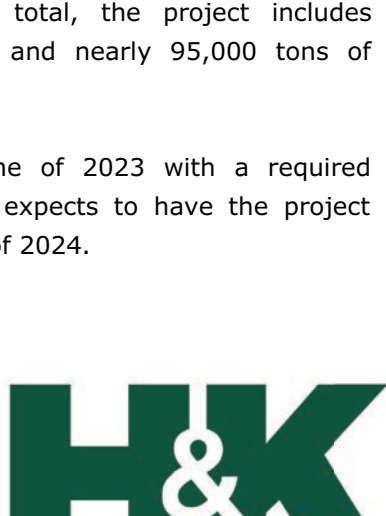 total, the project includes
and nearly 95,000 tons of
ne of 2023 with a required
expects to have the project
of 2024.
H&K